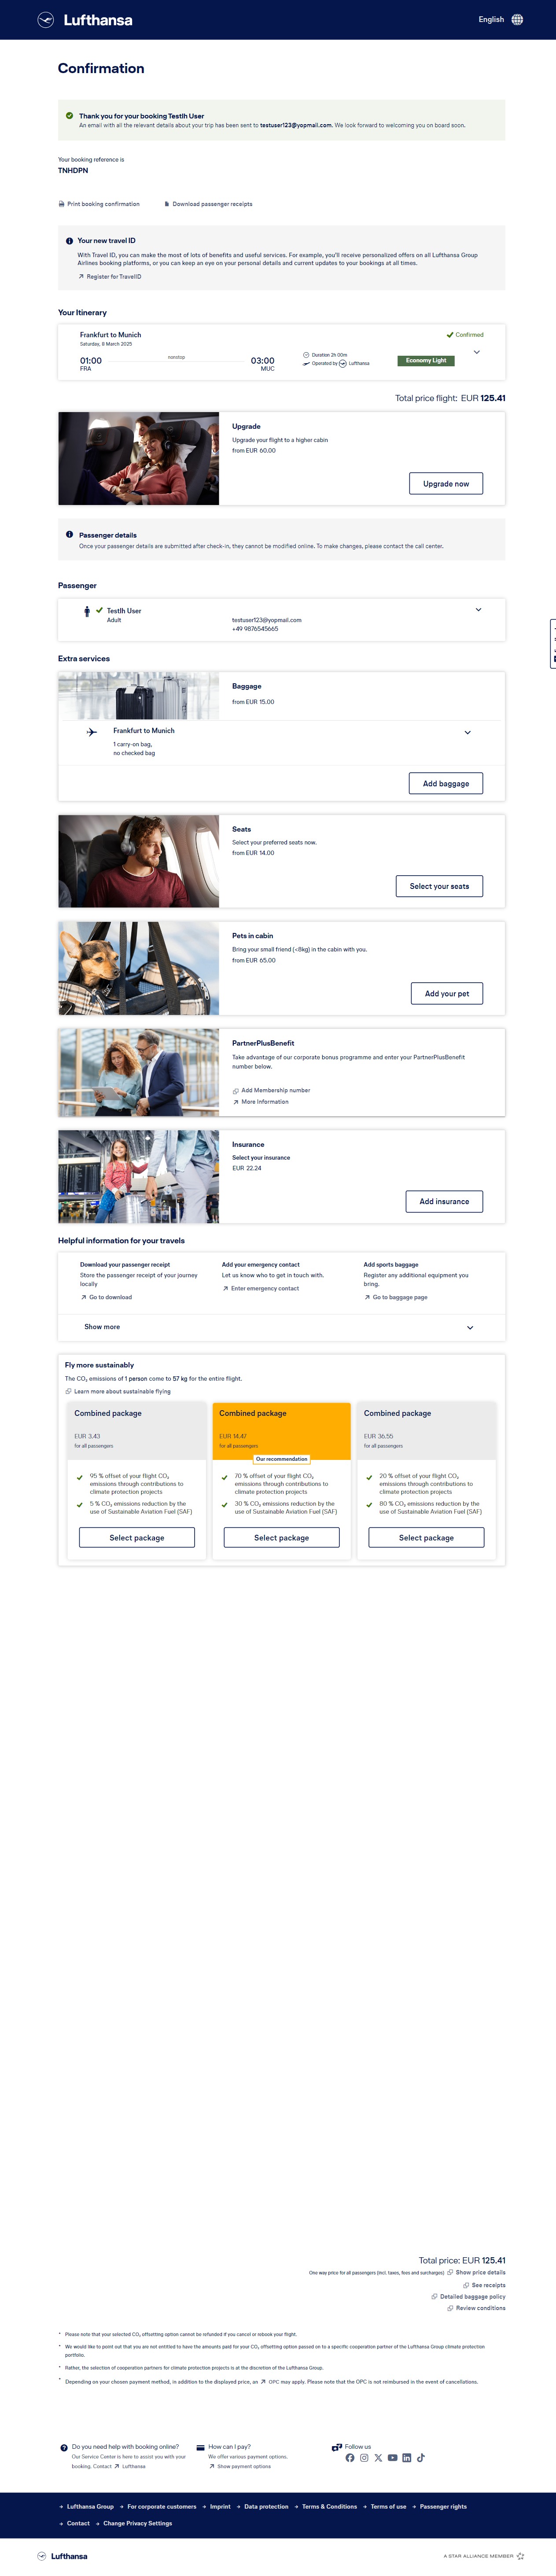 Lufthansa
English
Confirmation
Thank you for your booking Testlh User
An email with all the relevant details about your trip has been sent to testuser123@yopmail.com. We look forward to welcoming you on board soon.
Your booking reference is
TNHDPN
Print booking confirmation
Download passenger receipts
Your new travel ID
With Travel ID, you can make the most of lots of benefits and useful services. For example, you'll receive personalized offers on all Lufthansa Group
Airlines booking platforms, or you can keep an eye on your personal details and current updates to your bookings at all times.
Register for TravelID
Your Itinerary
Frankfurt to Munich
Confirmed
Saturday, 8 March 2025
01:00
nonstop
03:00
FRA
MUC
Duration 2h 00m
Operated by Lufthansa
Economy Light
Total price flight: EUR 125.41
Upgrade
Upgrade your flight to a higher cabin
from EUR 60.00
Upgrade now
Passenger details
Once your passenger details are submitted after check-in, they cannot be modified online. To make changes, please contact the call center.
Passenger
Testlh User
Adult
testuser123@yopmail.com
+49 9876545665
Extra services
Baggage
from EUR 15.00
Frankfurt to Munich
1 carry-on bag,
no checked bag
Add baggage
Seats
Select your preferred seats now.
from EUR 14.00
Select your seats
Pets in cabin
Bring your small friend (<8kg) in the cabin with you.
from EUR 65.00
Add your pet
PartnerPlusBenefit
Take advantage of our corporate bonus programme and enter your PartnerPlusBenefit
number below.
Add Membership number
More information
Insurance
Select your insurance
EUR 22.24
Add insurance
Helpful information for your travels
Download your passenger receipt
Store the passenger receipt of your journey
locally
Go to download
Add your emergency contact
Let us know who to get in touch with.
Enter emergency contact
Add sports baggage
Register any additional equipment you
bring.
Go to baggage page
Show more
Fly more sustainably
The CO₂ emissions of 1 person come to 57 kg for the entire flight.
Learn more about sustainable flying
Combined package
EUR 3.43
for all passengers
95 % offset of your flight CO₂
emissions through contributions to
climate protection projects
5 % CO₂ emissions reduction by the
use of Sustainable Aviation Fuel (SAF)
Select package
Combined package
EUR 14.47
for all passengers
Our recommendation
70 % offset of your flight CO₂
emissions through contributions to
climate protection projects
30 % CO₂ emissions reduction by the
use of Sustainable Aviation Fuel (SAF)
Select package
Combined package
EUR 36.55
for all passengers
20 % offset of your flight CO₂
emissions through contributions to
climate protection projects
80 % CO₂ emissions reduction by the
use of Sustainable Aviation Fuel (SAF)
Select package
Total price: EUR 125.41
One way price for all passengers (incl. taxes, fees and surcharges) Show price details
See receipts
Detailed baggage policy
Review conditions
* Please note that your selected CO₂ offsetting option cannot be refunded if you cancel or rebook your flight.
* We would like to point out that you are not entitled to have the amounts paid for your CO₂ offsetting option passed on to a specific cooperation partner of the Lufthansa Group climate protection
portfolio.
* Rather, the selection of cooperation partners for climate protection projects is at the discretion of the Lufthansa Group.
* Depending on your chosen payment method, in addition to the displayed price, an OPC may apply. Please note that the OPC is not reimbursed in the event of cancellations.
Do you need help with booking online?
Our Service Center is here to assist you with your
booking. Contact Lufthansa
How can I pay?
We offer various payment options.
Show payment options
Follow us
Lufthansa Group
For corporate customers
Imprint
Data protection
Terms & Conditions
Terms of use
Passenger rights
Contact
Change Privacy Settings
Lufthansa
A STAR ALLIANCE MEMBER